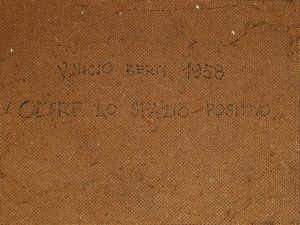 VINICIO BERTI 1958
"OLTRE LO SPAZIO POSITIVO"